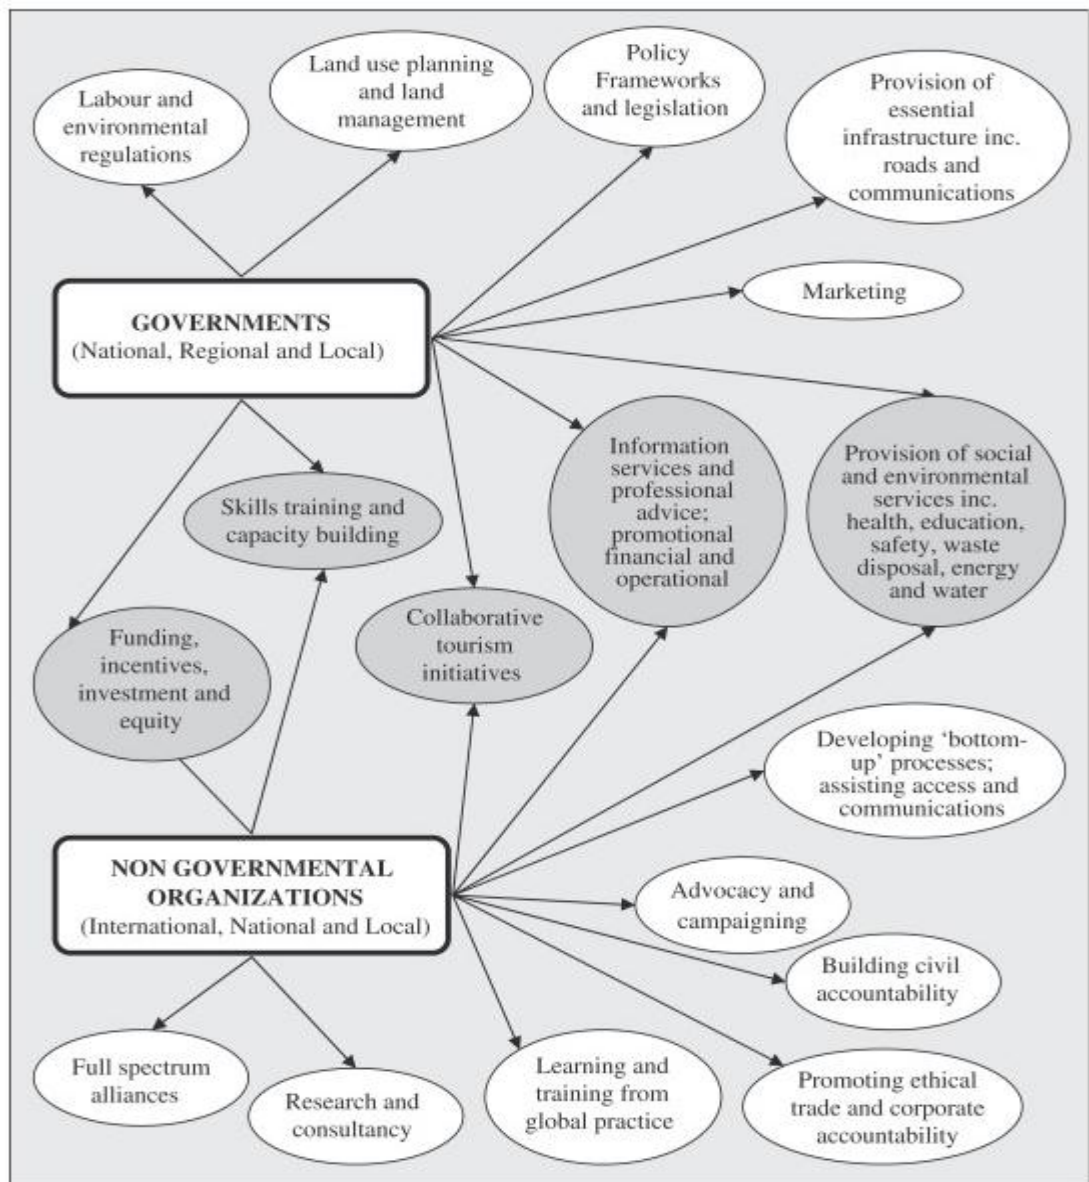 Labour and
environmental
regulations
Land use planning
and land
management
Policy
Frameworks
and legislation
Provision of
essential
infrastructure inc.
roads and
communications
GOVERNMENTS
(National, Regional and Local)
Marketing
Skills training and
capacity building
Information
services and
professional
advice;
promotional
financial and
operational
Provision of social
and environmental
services inc.
health, education,
safety, waste
disposal, energy
and water
Funding,
incentives,
investment and
equity
Collaborative
tourism
initiatives
Developing ‘bottom-
up’ processes;
assisting access and
communications
NON GOVERNMENTAL
ORGANIZATIONS
(International, National and Local)
Advocacy and
campaigning
Building civil
accountability
Full spectrum
alliances
Research and
consultancy
Learning and
training from
global practice
Promoting ethical
trade and corporate
accountability